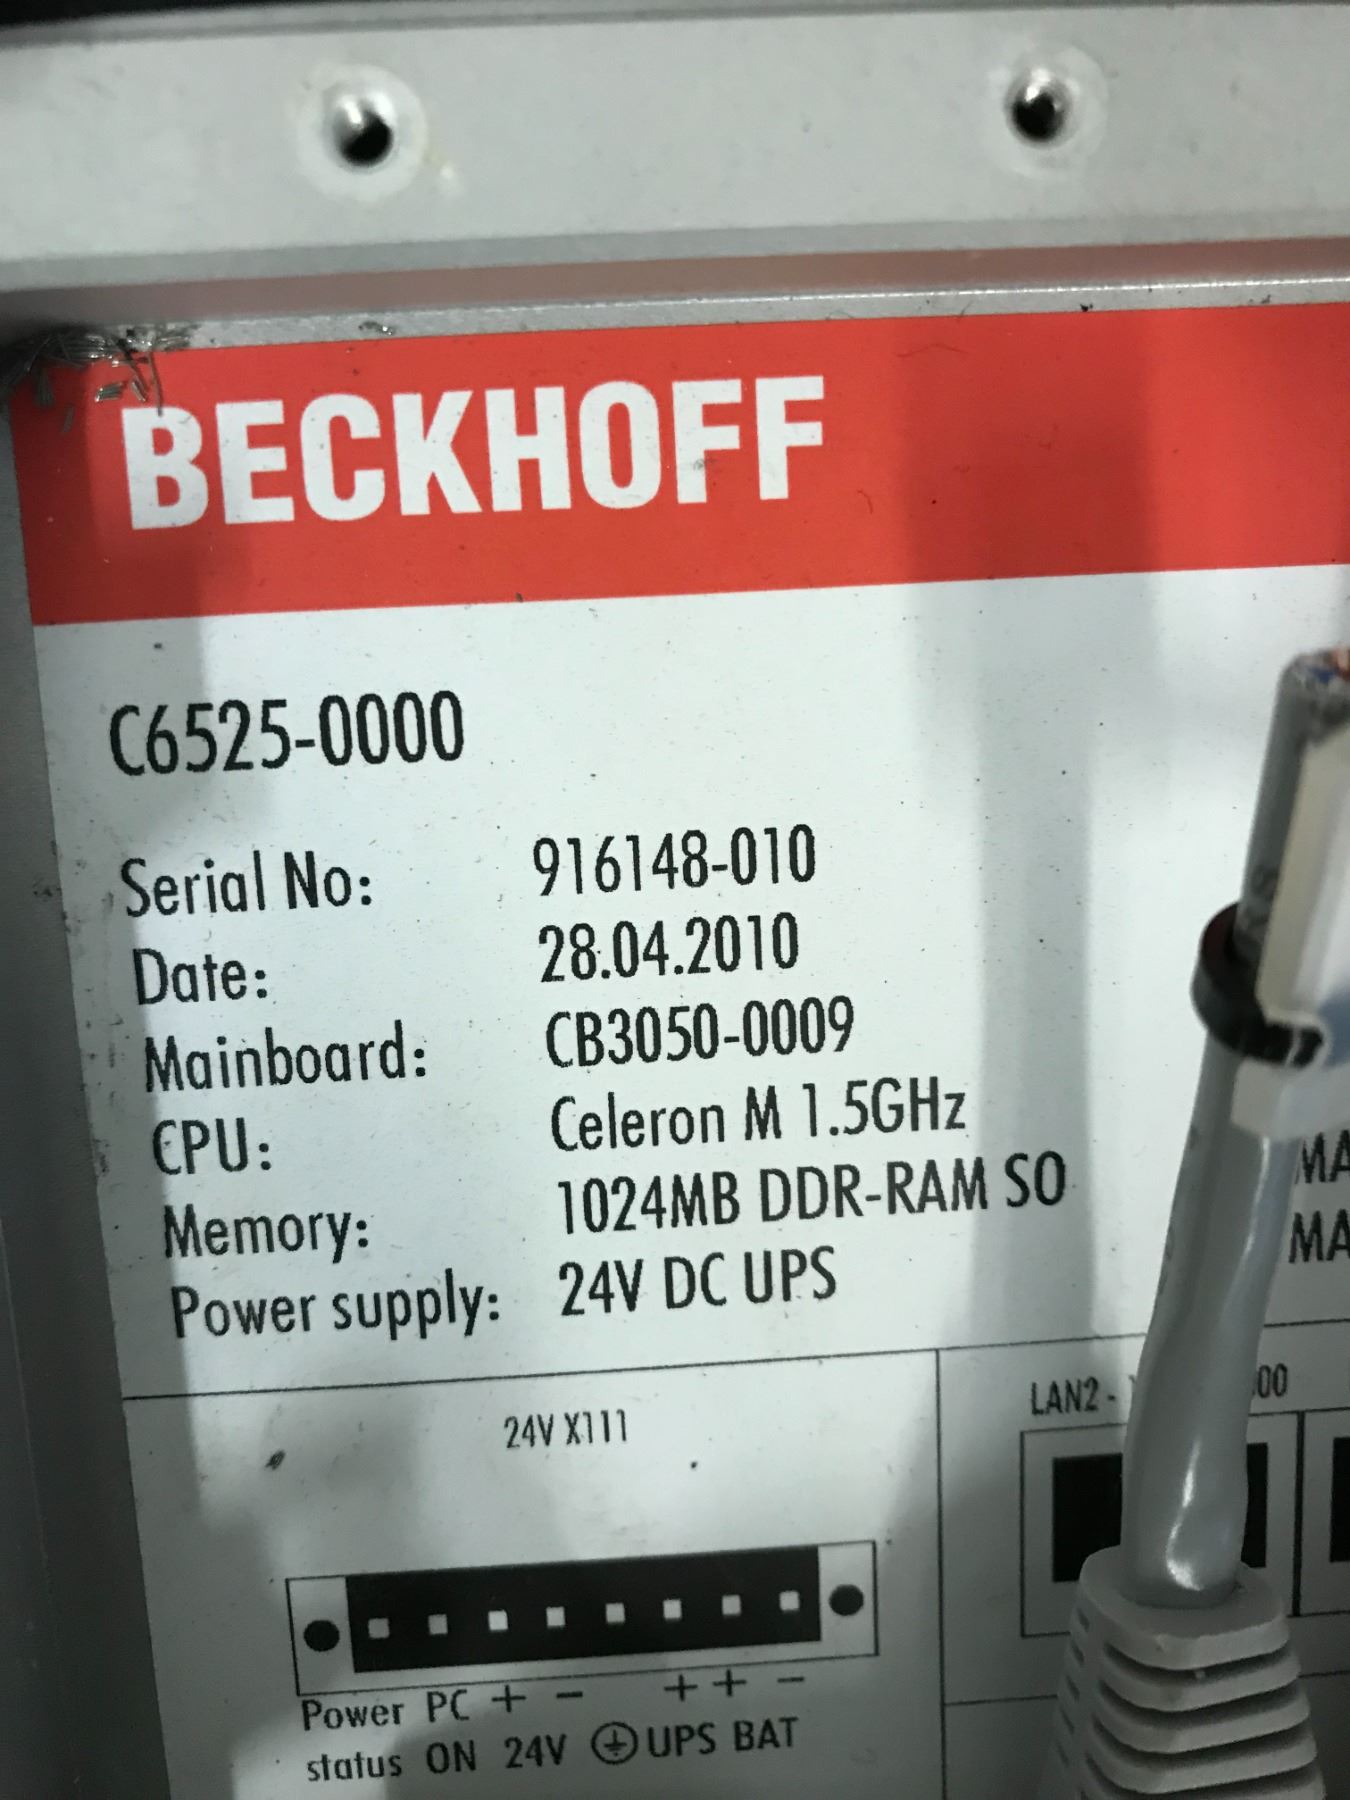 BECKHOFF
C6525-0000
Serial No: 916148-010
Date: 28.04.2010
Mainboard: CB3050-0009
CPU: Celeron M 1.5GHz
Memory: 1024MB DDR-RAM SO
Power supply: 24V DC UPS
24V X111
LAN2 -
Power PC + - + + -
status ON 24V UPS BAT